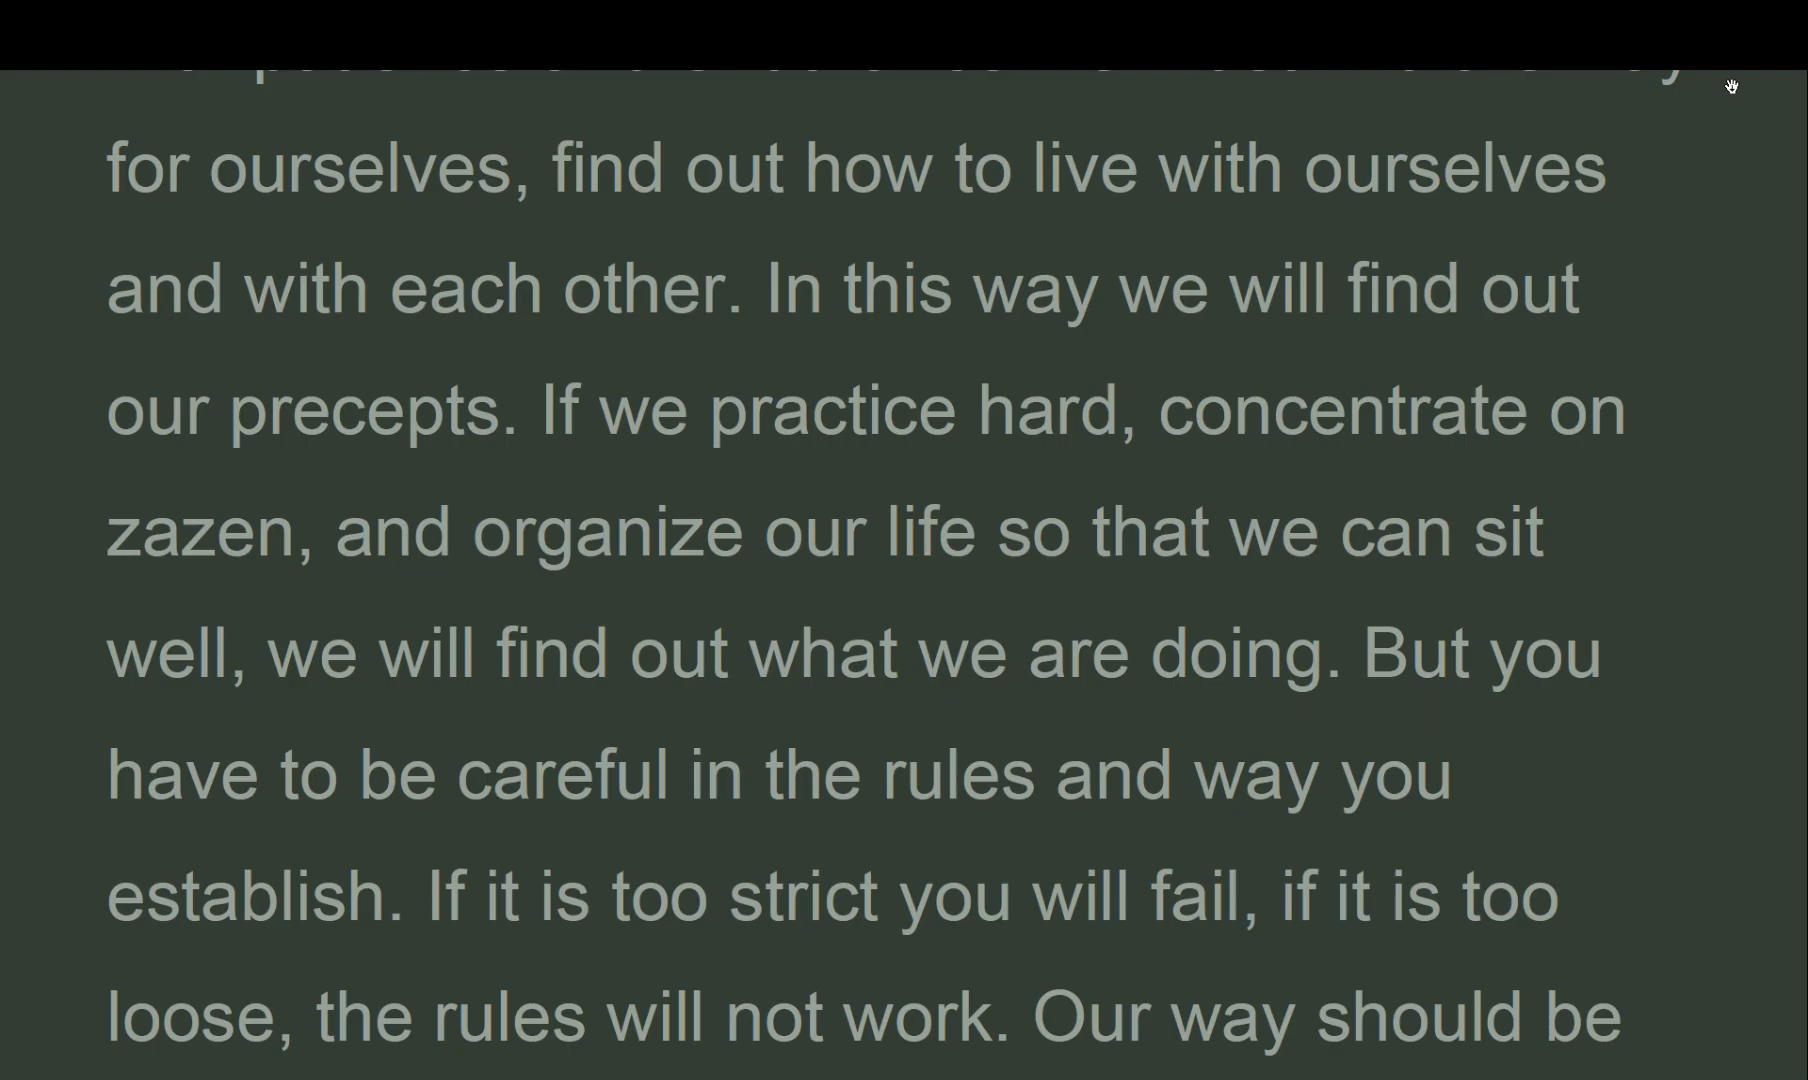 for ourselves, find out how to live with ourselves
and with each other. In this way we will find out
our precepts. If we practice hard, concentrate on
zazen, and organize our life so that we can sit
well, we will find out what we are doing. But you
have to be careful in the rules and way you
establish. If it is too strict you will fail, if it is too
loose, the rules will not work. Our way should be